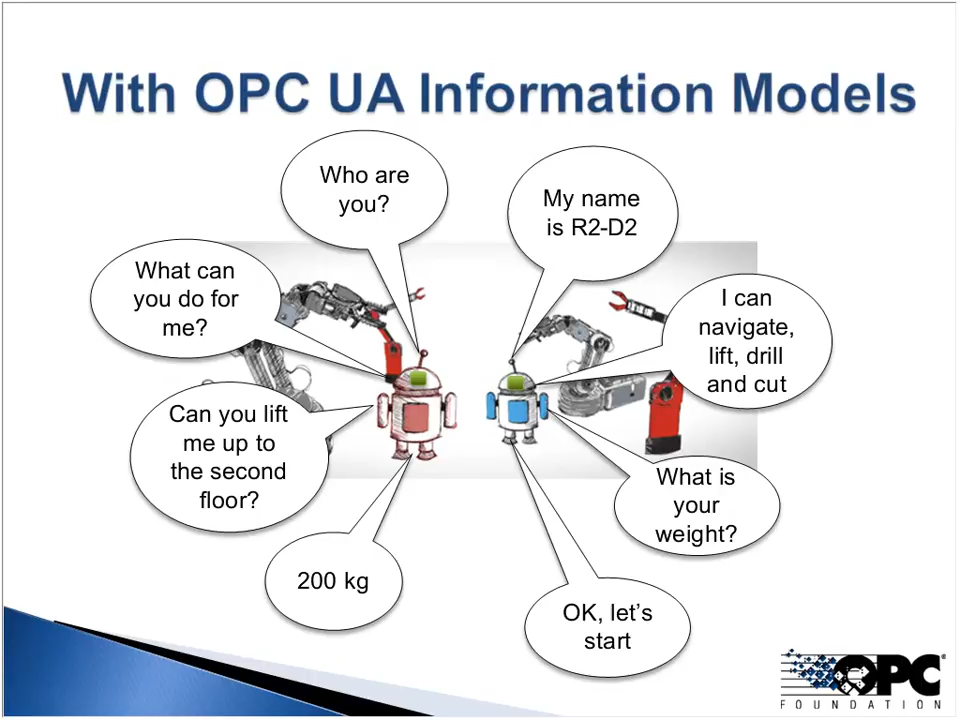 With OPC UA Information Models
Who are
you?
My name
is R2-D2
What can
you do for
me?
I can
navigate,
lift, drill
and cut
Can you lift
me up to
the second
floor?
What is
your
weight?
200 kg
OK, let’s
start
OPC®
FOUNDATION